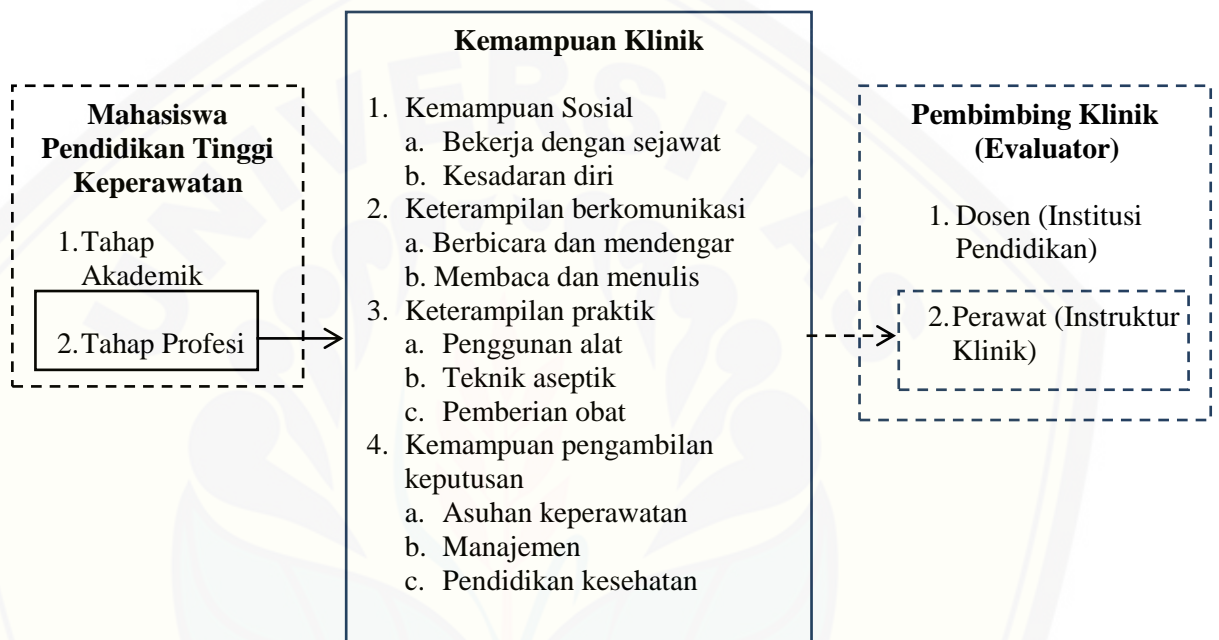 Mahasiswa
Pendidikan Tinggi
Keperawatan
1. Tahap
Akademik
2. Tahap Profesi
Kemampuan Klinik
1. Kemampuan Sosial
a. Bekerja dengan sejawat
b. Kesadaran diri
2. Keterampilan berkomunikasi
a. Berbicara dan mendengar
b. Membaca dan menulis
3. Keterampilan praktik
a. Penggunan alat
b. Teknik aseptik
c. Pemberian obat
4. Kemampuan pengambilan
keputusan
a. Asuhan keperawatan
b. Manajemen
c. Pendidikan kesehatan
Pembimbing Klinik
(Evaluator)
1. Dosen (Institusi
Pendidikan)
2. Perawat (Instruktur
Klinik)
UNIVERSITAS